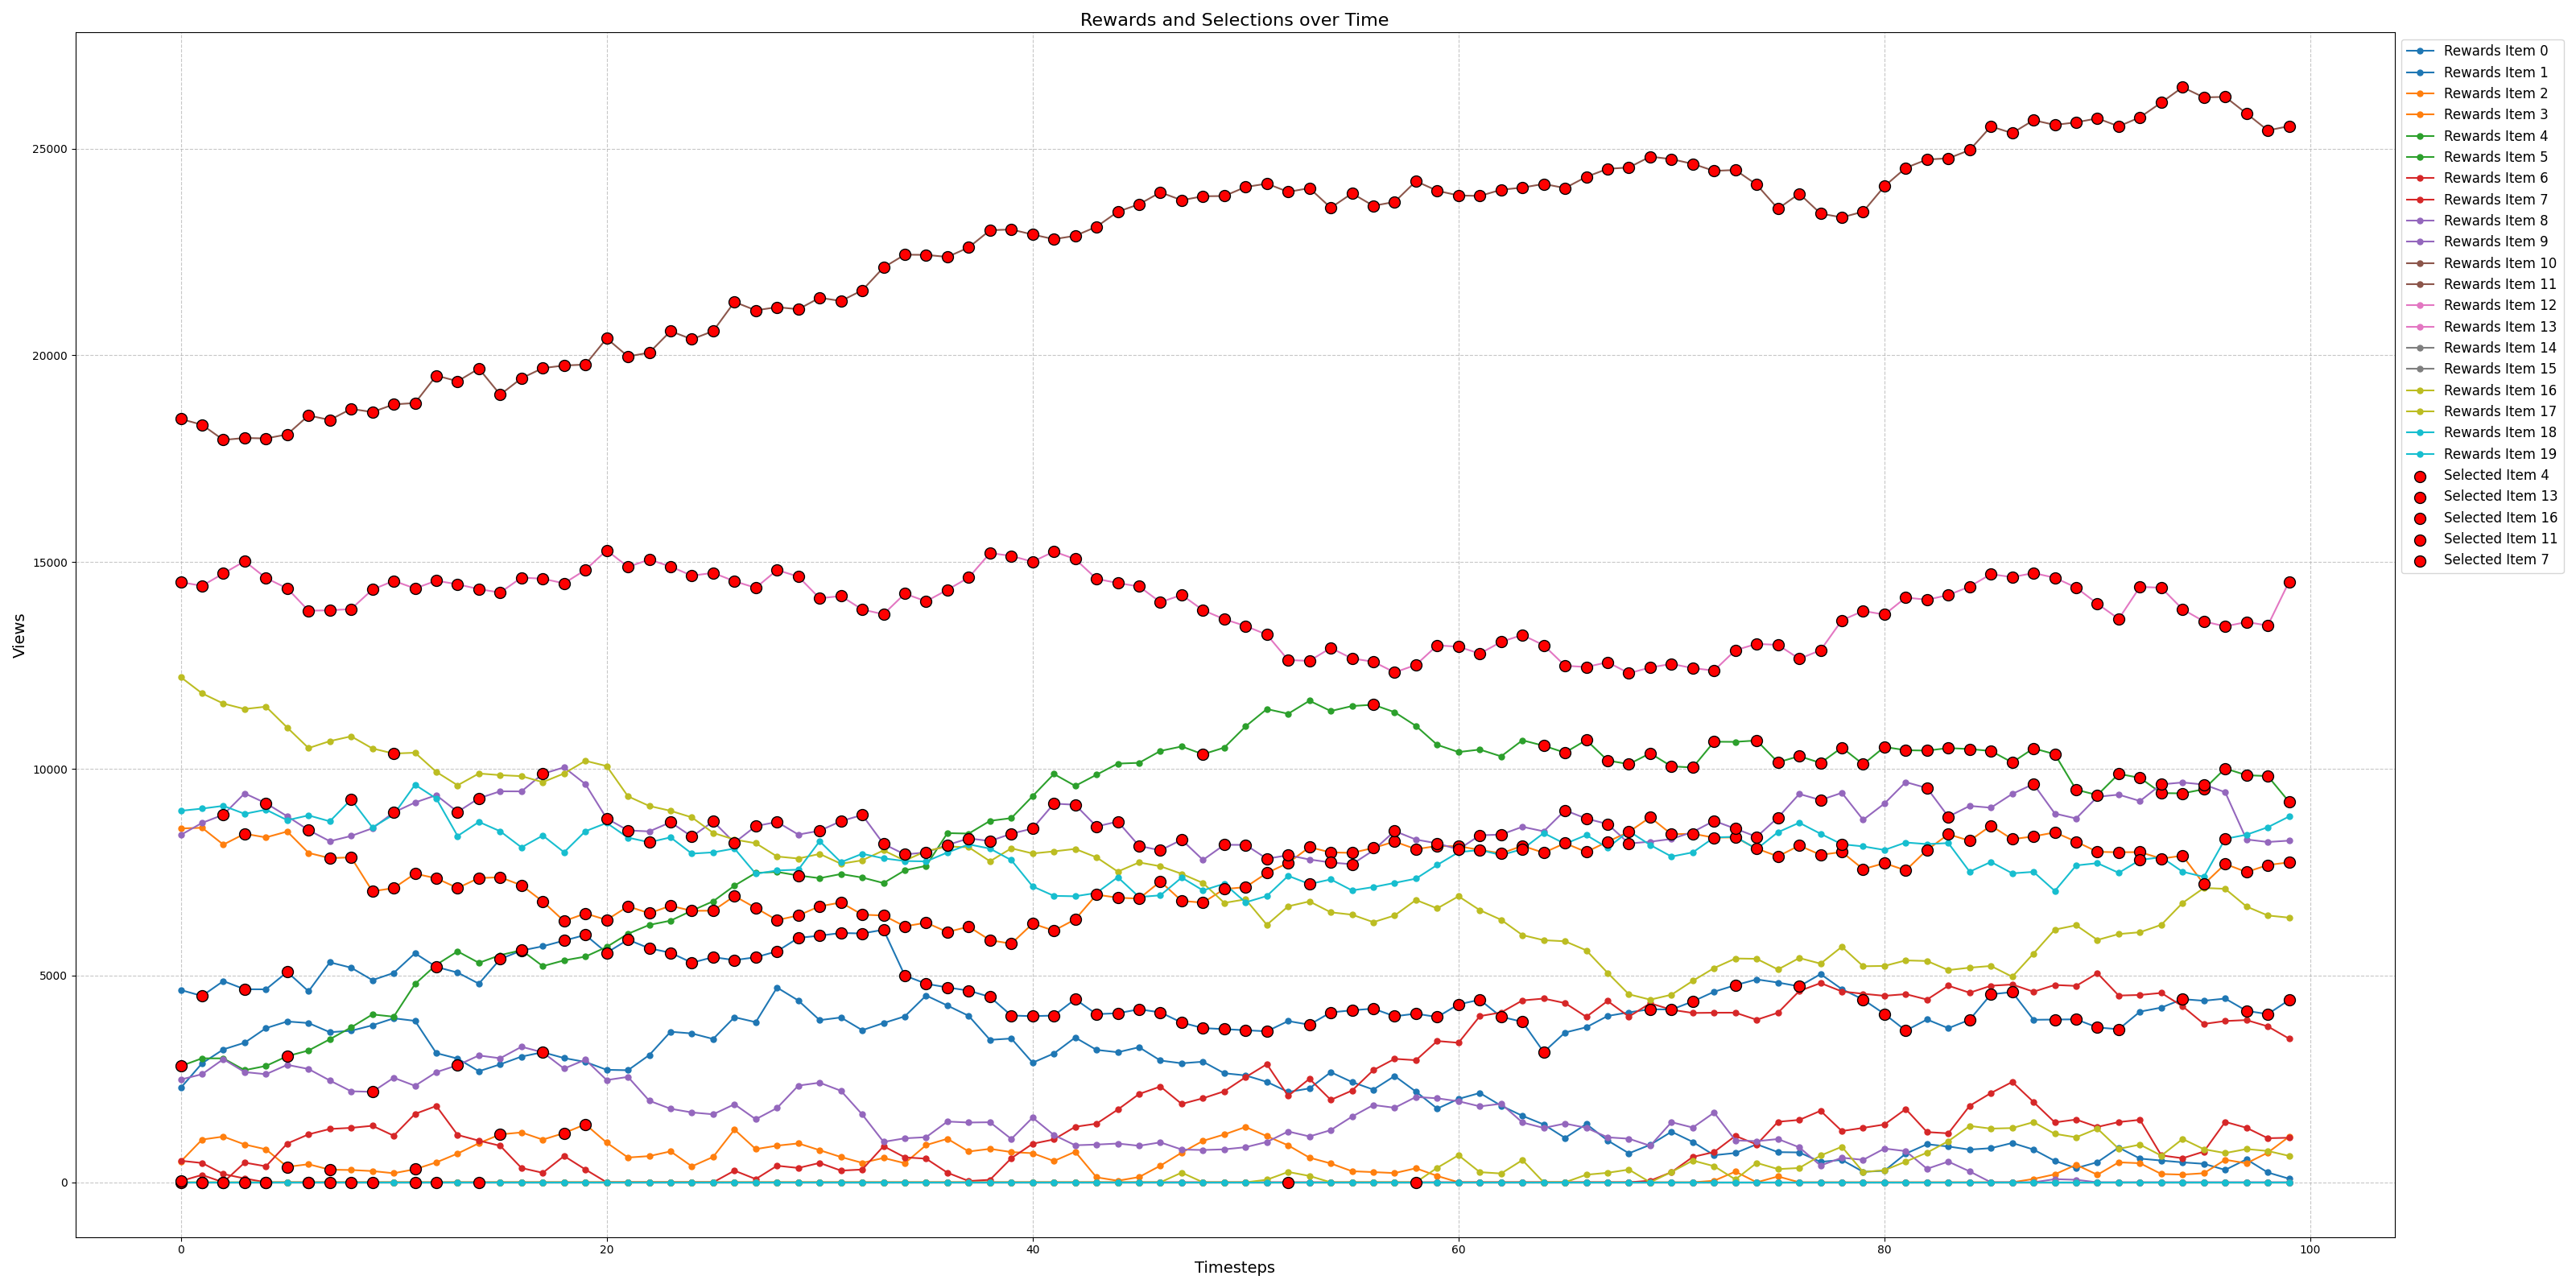 Rewards and Selections over Time
Views
25000
20000
15000
10000
5000
0
0 20 40 60 80 100
Timesteps
Rewards Item 0
Rewards Item 1
Rewards Item 2
Rewards Item 3
Rewards Item 4
Rewards Item 5
Rewards Item 6
Rewards Item 7
Rewards Item 8
Rewards Item 9
Rewards Item 10
Rewards Item 11
Rewards Item 12
Rewards Item 13
Rewards Item 14
Rewards Item 15
Rewards Item 16
Rewards Item 17
Rewards Item 18
Rewards Item 19
Selected Item 4
Selected Item 13
Selected Item 16
Selected Item 11
Selected Item 7